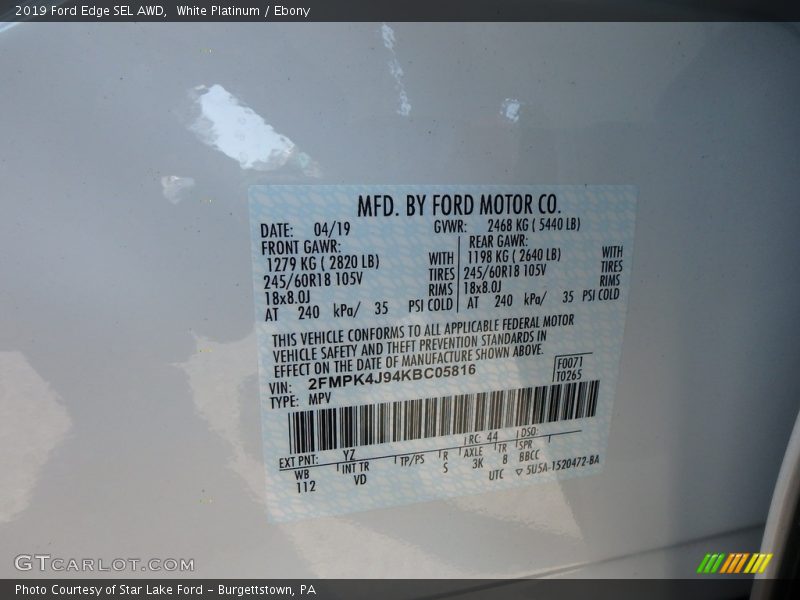 2019 Ford Edge SEL AWD, White Platinum / Ebony
MFD. BY FORD MOTOR CO.
DATE: 04/19 GVWR: 2468 KG ( 5440 LB)
FRONT GAWR: REAR GAWR:
1279 KG ( 2820 LB) WITH 1198 KG ( 2640 LB) WITH
245/60R18 105V TIRES 245/60R18 105V TIRES
18x8.0J RIMS 18x8.0J RIMS
AT 240 kPa/ 35 PSI COLD AT 240 kPa/ 35 PSI COLD
THIS VEHICLE CONFORMS TO ALL APPLICABLE FEDERAL MOTOR
VEHICLE SAFETY AND THEFT PREVENTION STANDARDS IN
EFFECT ON THE DATE OF MANUFACTURE SHOWN ABOVE.
VIN: 2FMPK4J94KBC05816 F0071
TYPE: MPV T0265
EXT PNT: YZ RC: 44 DSO:
WB INT TR TP/PS R AXLE TR SPR
112 VD S 3K 8 BBCC
UTC 5U5A-1520472-BA
GTCARLOT.COM
Photo Courtesy of Star Lake Ford - Burgettstown, PA